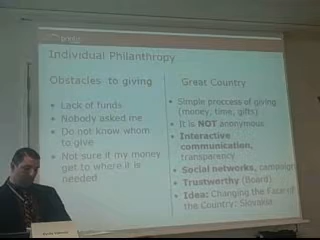 Individual Philanthropy
Obstacles to giving
• Lack of funds
• Nobody asked me
• Do not know whom
to give
• Not sure if my money
get to where it is
needed
Great Country
• Simple proccess of giving
(money, time, gifts)
• It is NOT anonymous
• Interactive
communication,
transparency
• Social networks, campaign
• Trustworthy (Board)
• Idea: Changing the Face of
the Country: Slovakia